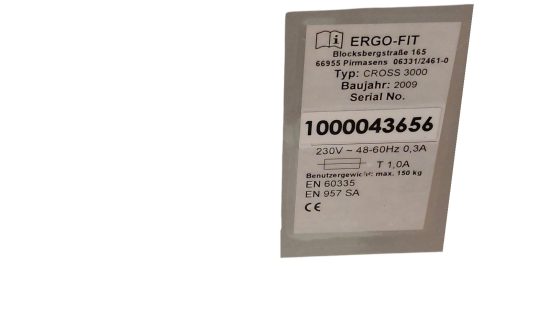 ERGO-FIT
Blocksbergstraße 165
66955 Pirmasens 06331/2461-0
Typ: CROSS 3000
Baujahr: 2009
Serial No.
1000043656
230V ~ 48-60Hz 0,3A
T 1,0A
Benutzergewicht: max. 150 kg
EN 60335
EN 957 SA
CE